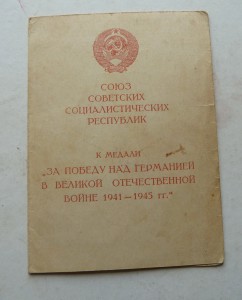 СОЮЗ
СОВЕТСКИХ
СОЦИАЛИСТИЧЕСКИХ
РЕСПУБЛИК
К МЕДАЛИ
„ЗА ПОБЕДУ НАД ГЕРМАНИЕЙ
В ВЕЛИКОЙ ОТЕЧЕСТВЕННОЙ
ВОЙНЕ 1941—1945 гг.“